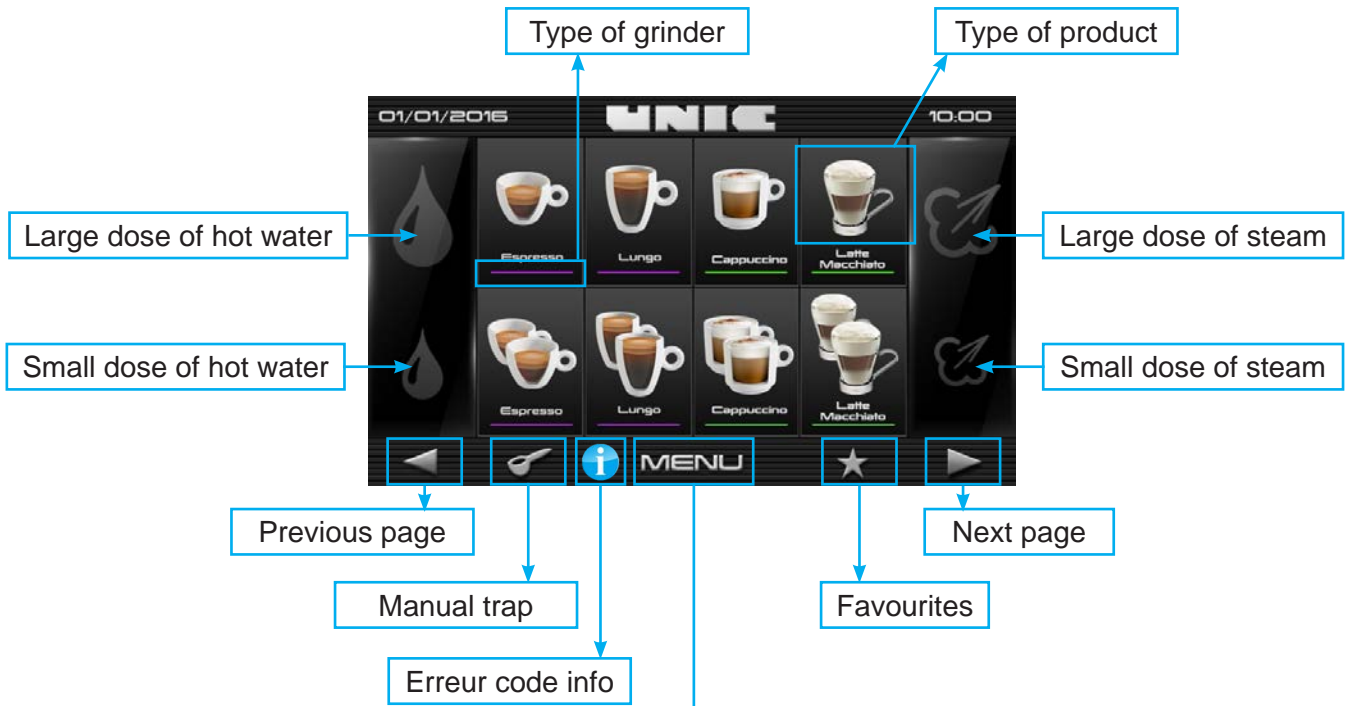 Type of grinder
Type of product
01/01/2016
UNIC
10:00
Large dose of hot water
Espresso
Lungo
Cappuccino
Latte
Macchiato
Large dose of steam
Small dose of hot water
Espresso
Lungo
Cappuccino
Latte
Macchiato
Small dose of steam
i
MENU
Previous page
Next page
Manual trap
Favourites
Erreur code info